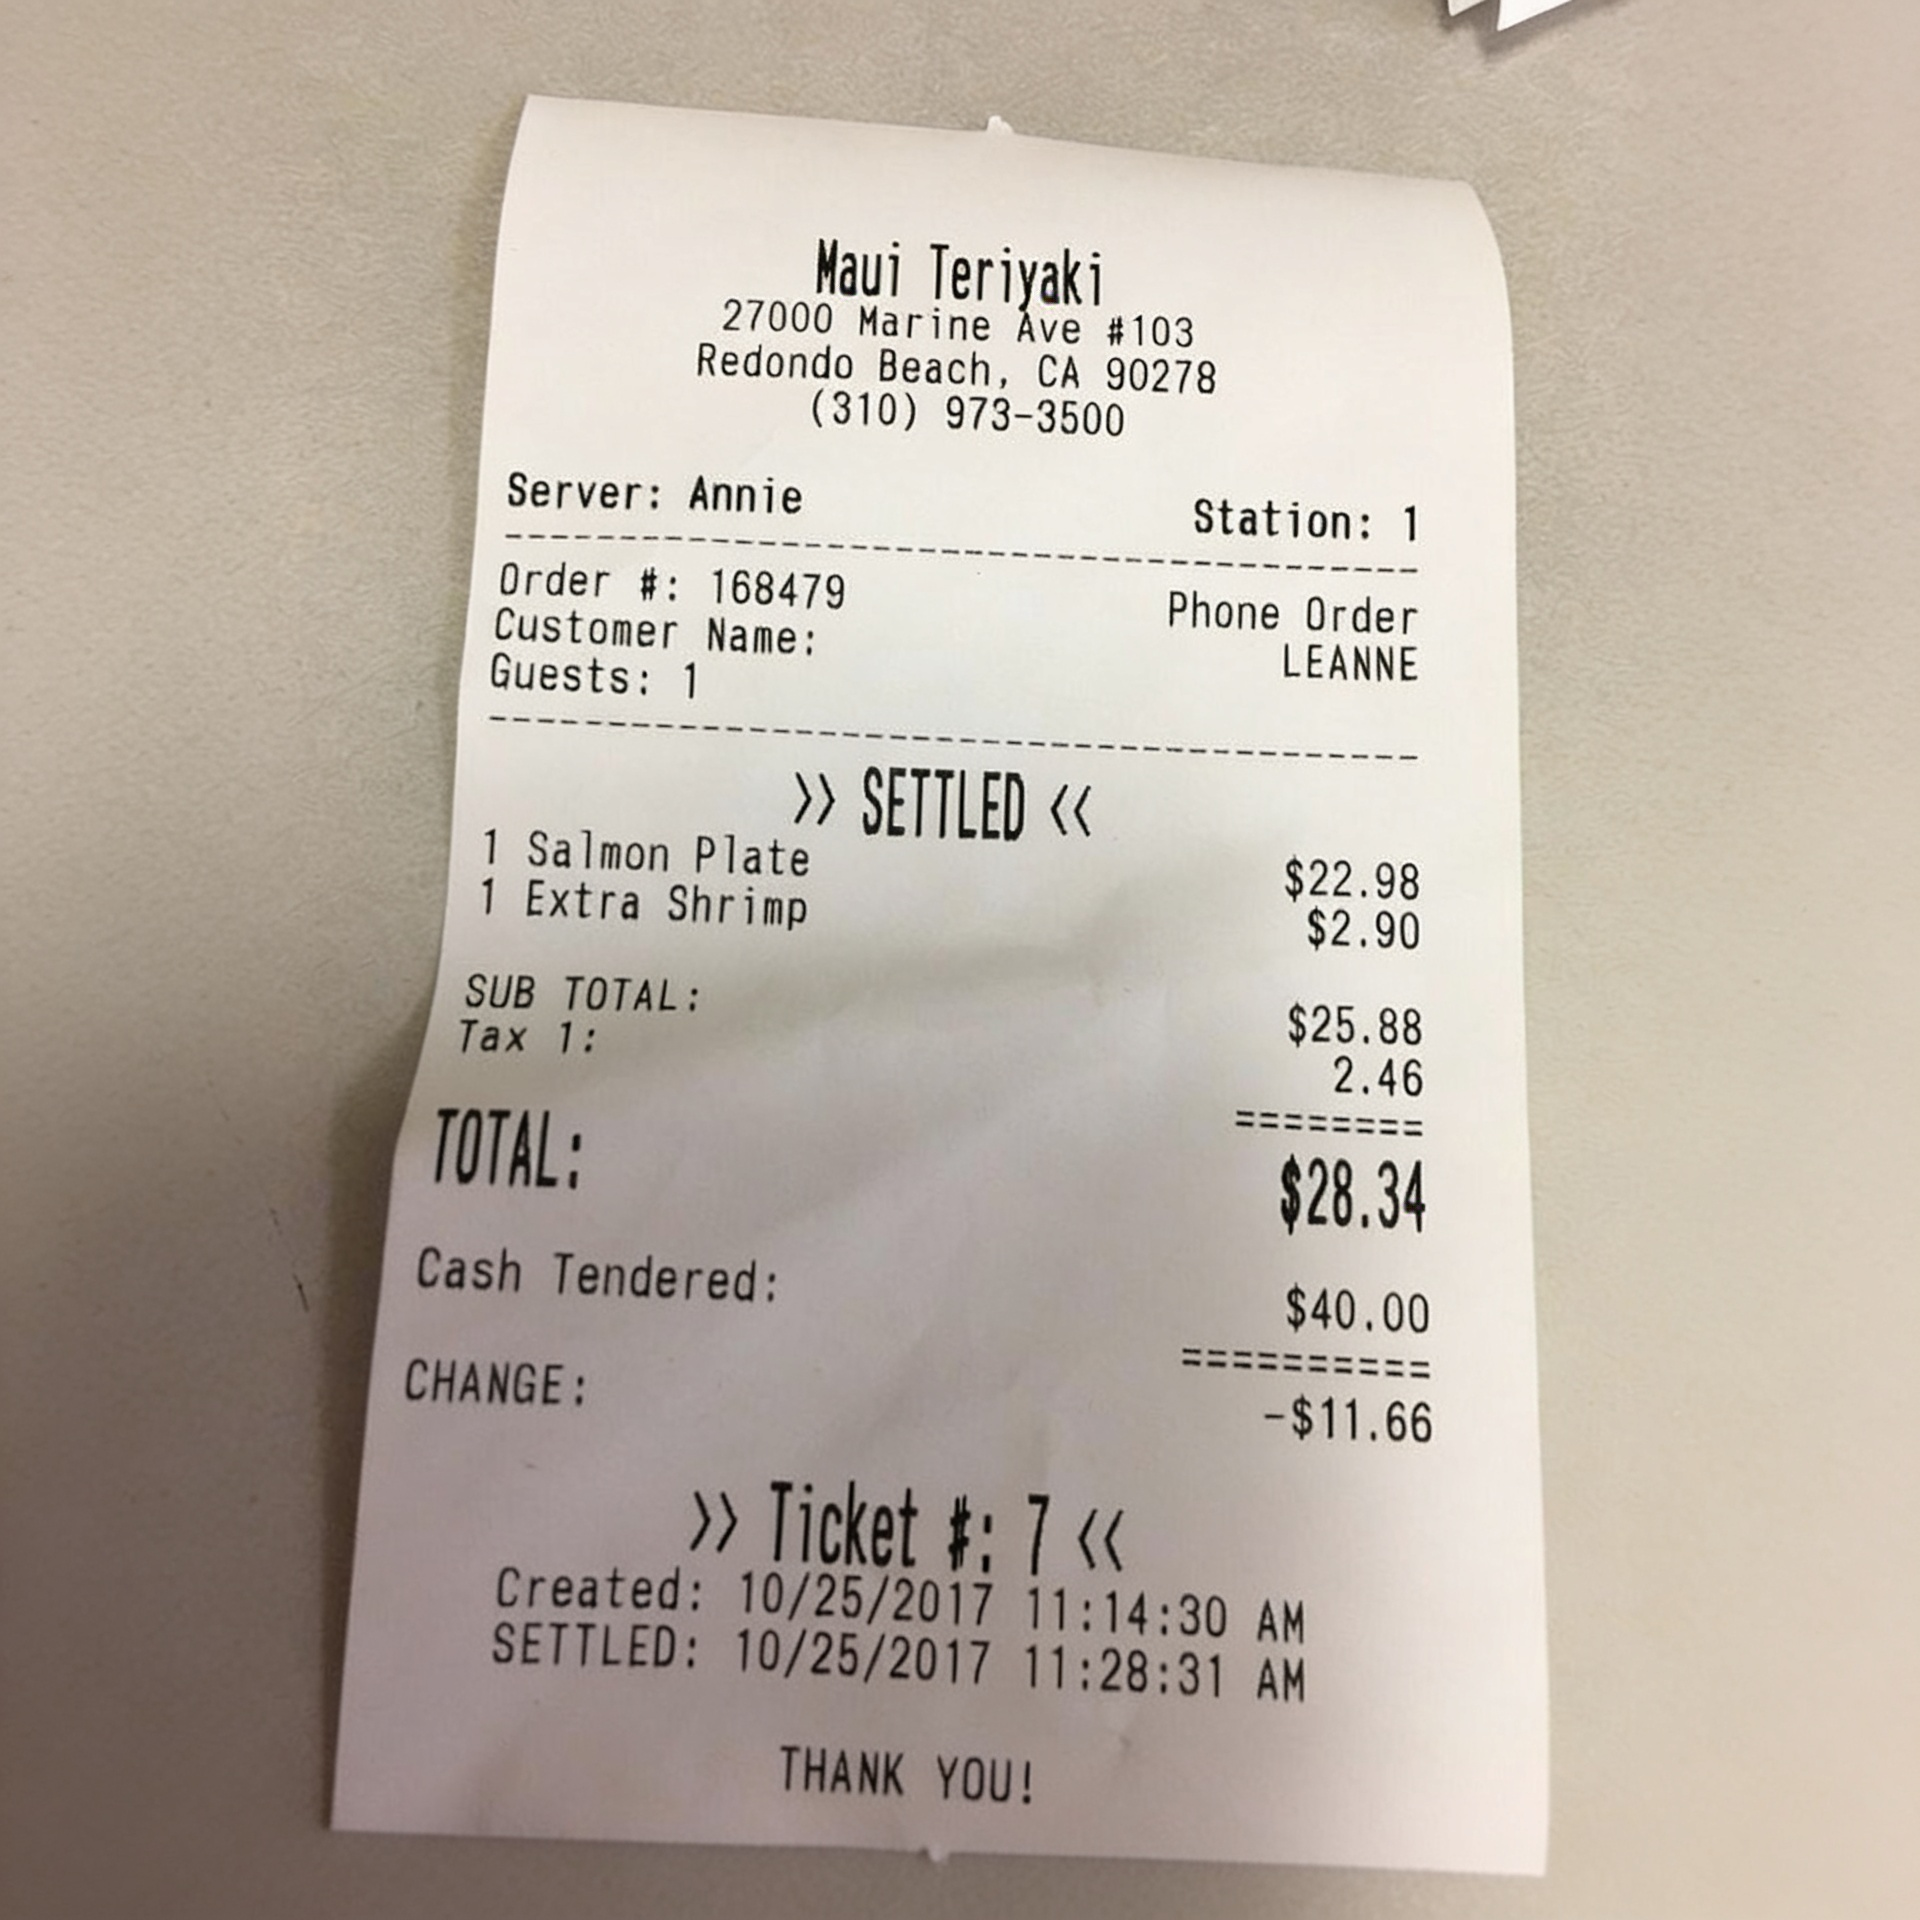 Maui Teriyaki
27000 Marine Ave #103
Redondo Beach, CA 90278
(310) 973-3500
Server: Annie Station: 1
----------------------------------------
Order #: 168479 Phone Order
Customer Name: LEANNE
Guests: 1
----------------------------------------
>> SETTLED <<
1 Salmon Plate $22.98
1 Extra Shrimp $2.90
SUB TOTAL: $25.88
Tax 1: 2.46
========
TOTAL: $28.34
Cash Tendered: $40.00
==========
CHANGE: -$11.66
>> Ticket #: 7 <<
Created: 10/25/2017 11:14:30 AM
SETTLED: 10/25/2017 11:28:31 AM
THANK YOU!